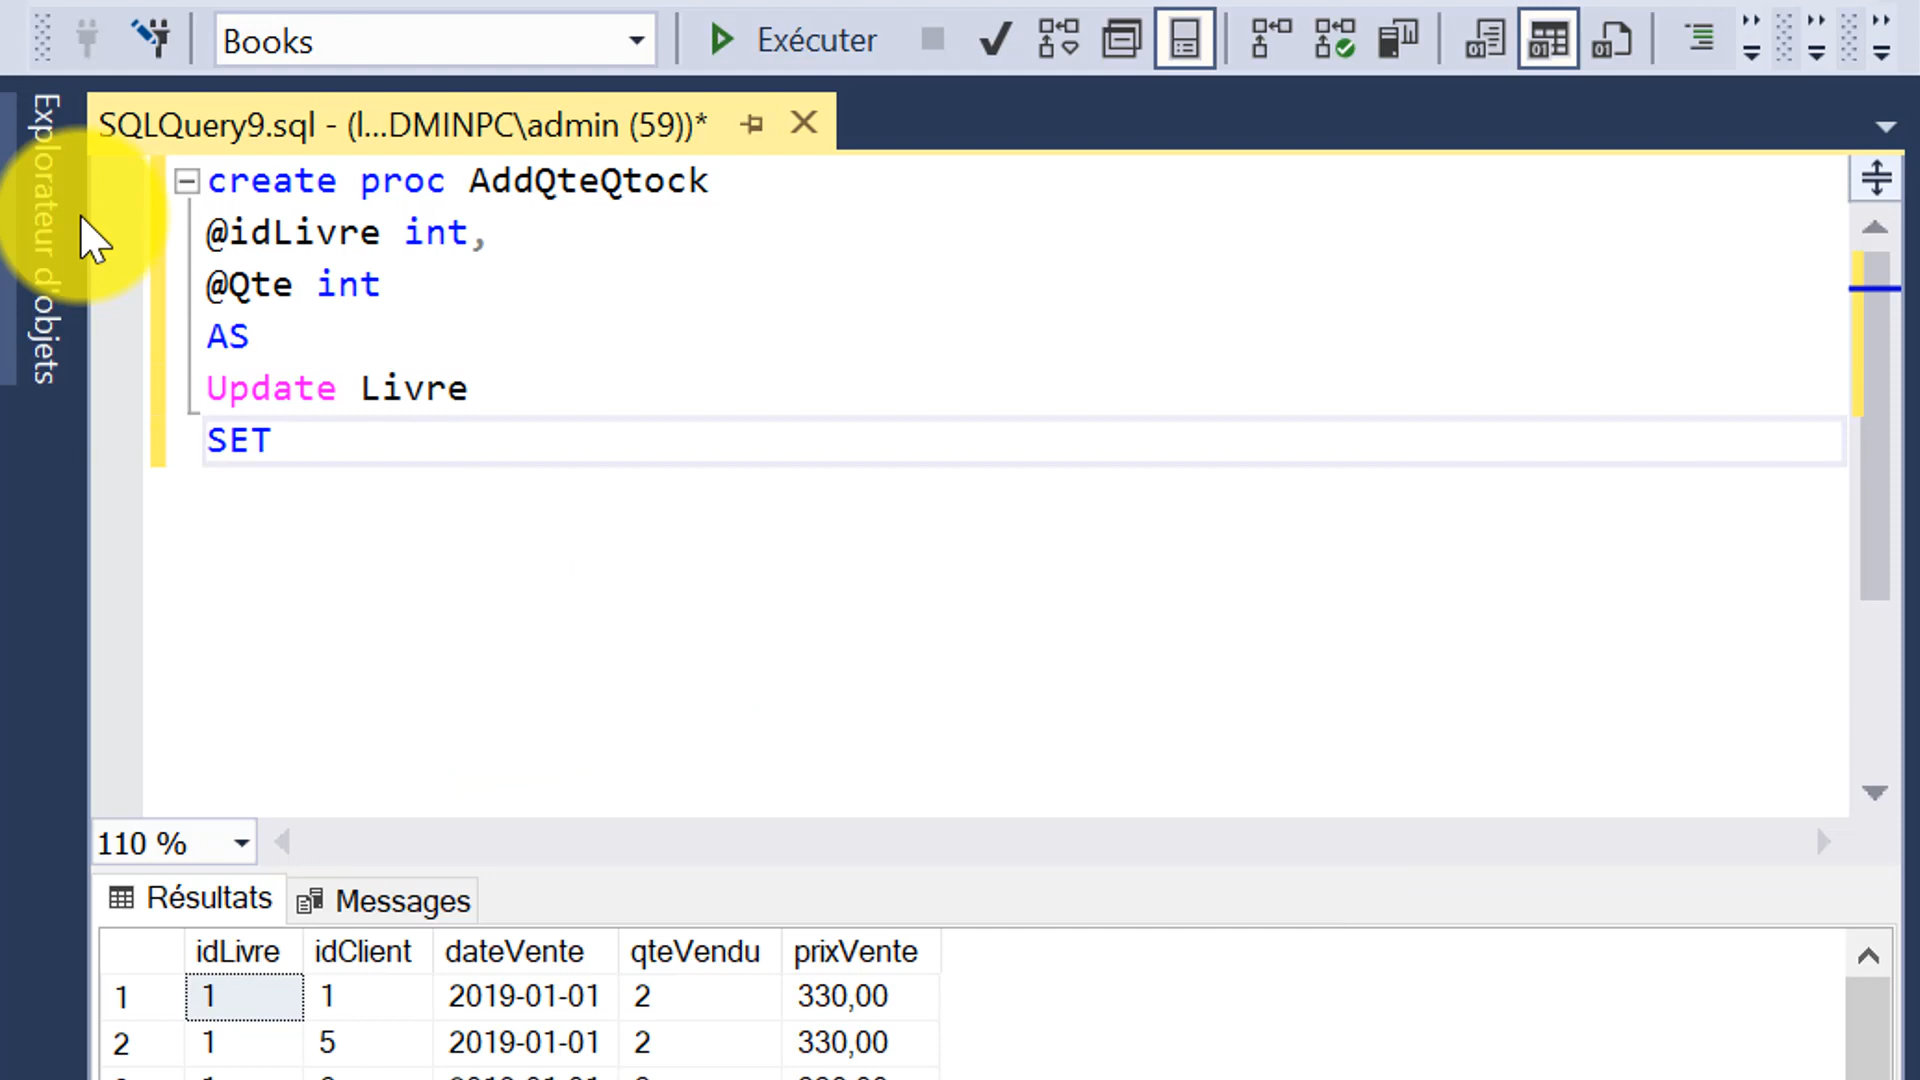 Books
Exécuter
Explorateur d'objets
SQLQuery9.sql - (l...DMINPC\admin (59))*
create proc AddQteQtock
@idLivre int,
@Qte int
AS
Update Livre
SET
110 %
Résultats
Messages
idLivre idClient dateVente qteVendu prixVente
1 1 1 2019-01-01 2 330,00
2 1 5 2019-01-01 2 330,00